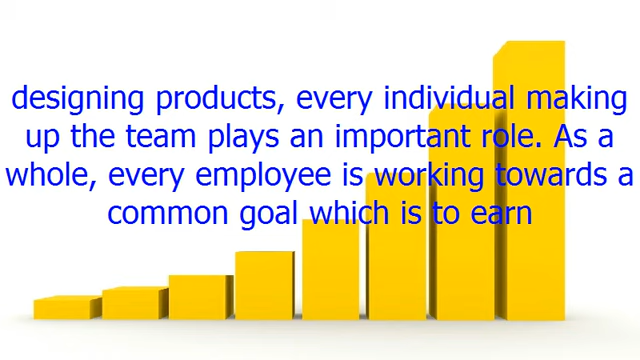 designing products, every individual making
up the team plays an important role. As a
whole, every employee is working towards a
common goal which is to earn